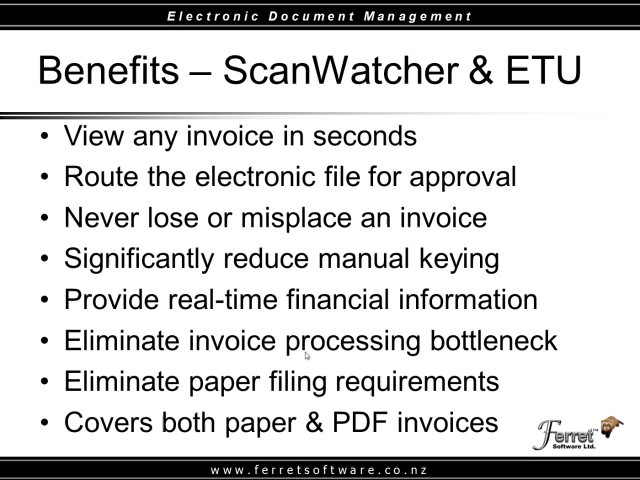 Electronic Document Management
Benefits – ScanWatcher & ETU
• View any invoice in seconds
• Route the electronic file for approval
• Never lose or misplace an invoice
• Significantly reduce manual keying
• Provide real-time financial information
• Eliminate invoice processing bottleneck
• Eliminate paper filing requirements
• Covers both paper & PDF invoices
Ferret™
Software Ltd.
www.ferretsoftware.co.nz